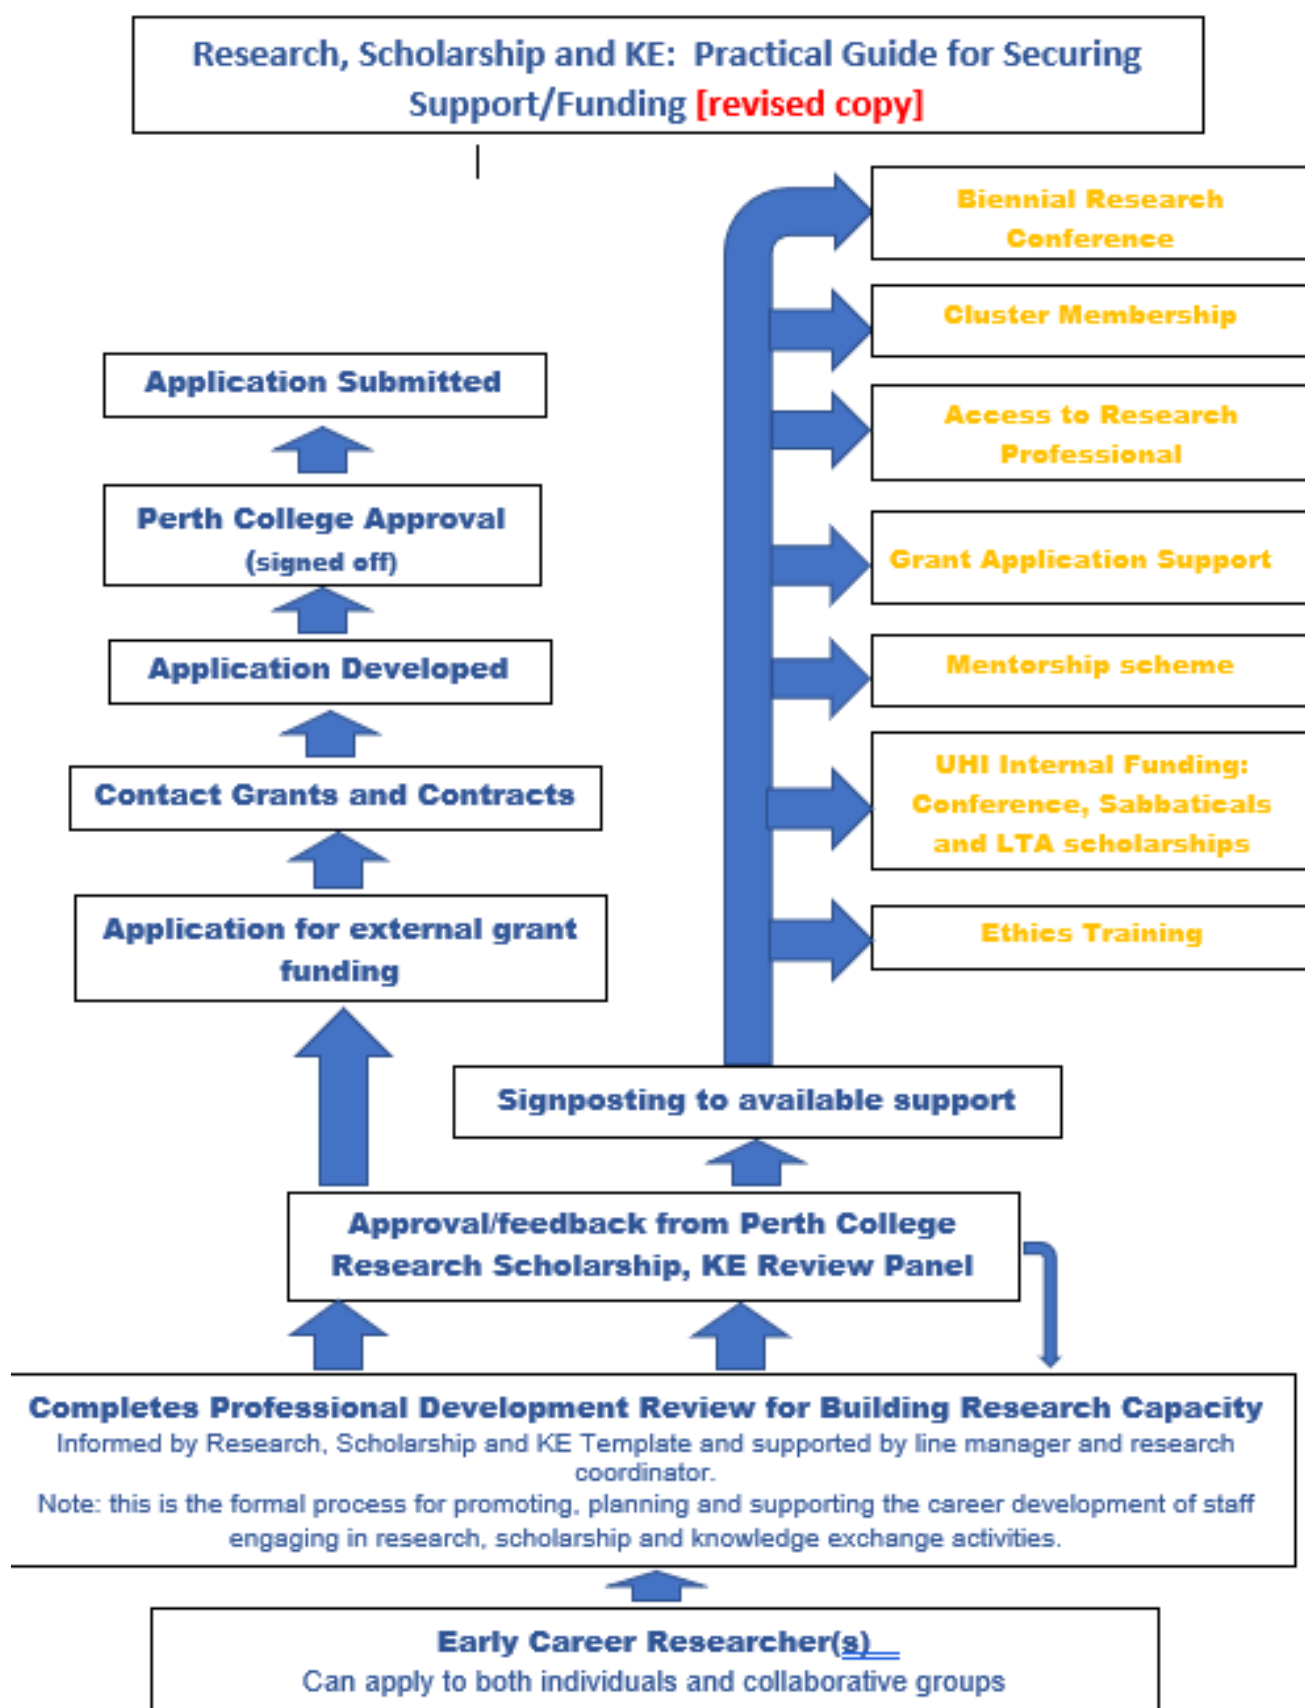 Research, Scholarship and KE: Practical Guide for Securing
Support/Funding [revised copy]
Biennial Research
Conference
Cluster Membership
Access to Research
Professional
Grant Application Support
Mentorship scheme
UHI Internal Funding:
Conference, Sabbaticals
and LTA scholarships
Ethics Training
Application Submitted
Perth College Approval
(signed off)
Application Developed
Contact Grants and Contracts
Application for external grant
funding
Signposting to available support
Approval/feedback from Perth College
Research Scholarship, KE Review Panel
Completes Professional Development Review for Building Research Capacity
Informed by Research, Scholarship and KE Template and supported by line manager and research
coordinator.
Note: this is the formal process for promoting, planning and supporting the career development of staff
engaging in research, scholarship and knowledge exchange activities.
Early Career Researcher(s)
Can apply to both individuals and collaborative groups